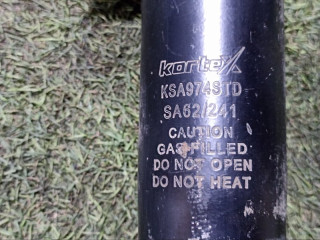 kortex
KSA974STD
SA62/241
CAUTION
GAS FILLED
DO NOT OPEN
DO NOT HEAT